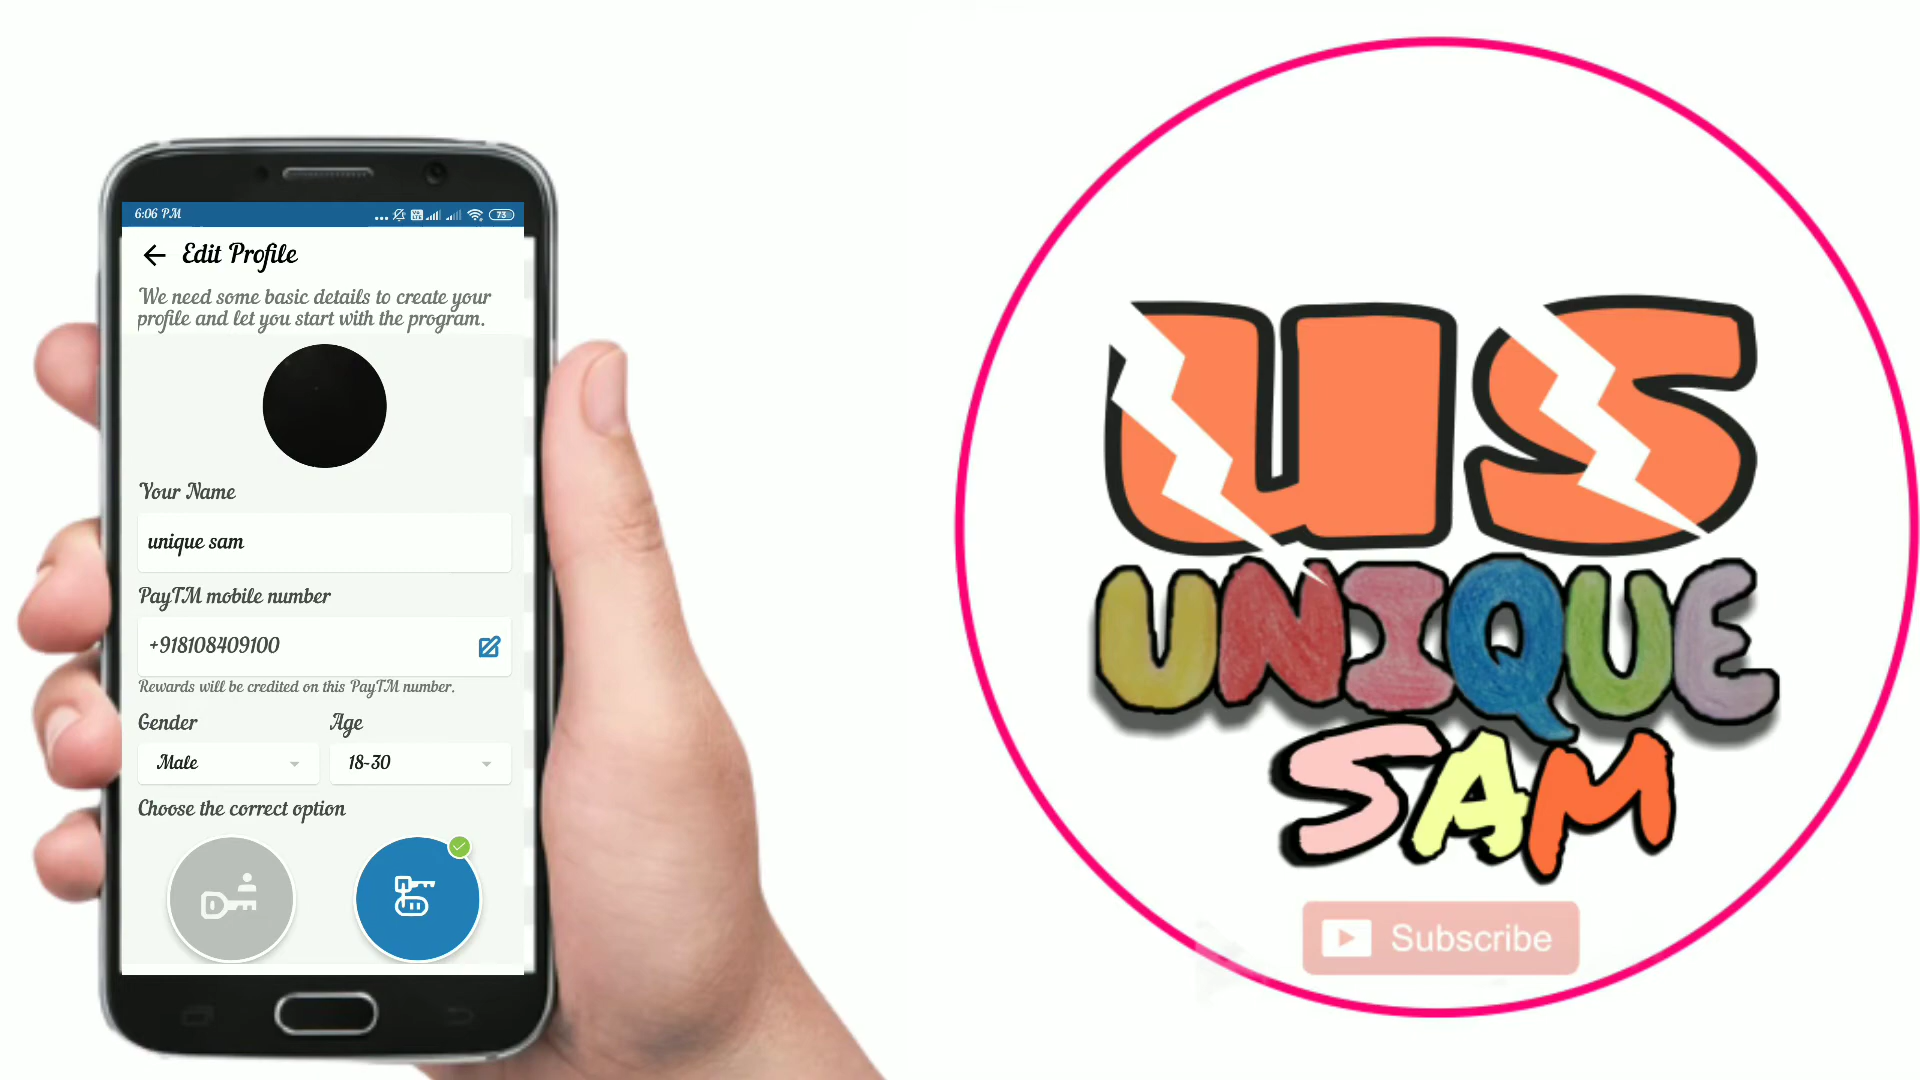 6:06 PM
73
Edit Profile
We need some basic details to create your
profile and let you start with the program.
Your Name
unique sam
PayTM mobile number
+918108409100
Rewards will be credited on this PayTM number.
Gender
Age
Male
18-30
Choose the correct option
US
UNIQUE
SAM
Subscribe